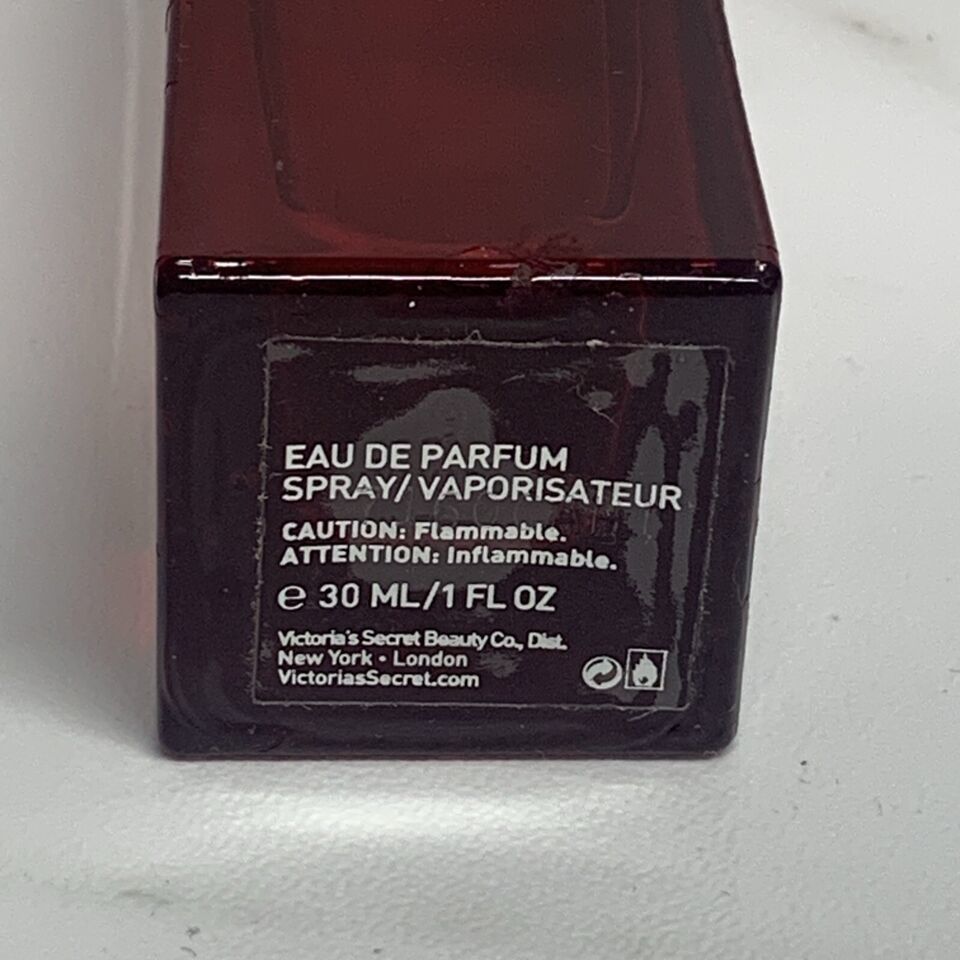 EAU DE PARFUM
SPRAY/ VAPORISATEUR
CAUTION: Flammable.
ATTENTION: Inflammable.
℮ 30 ML/1 FL OZ
Victoria's Secret Beauty Co., Dist.
New York • London
VictoriasSecret.com